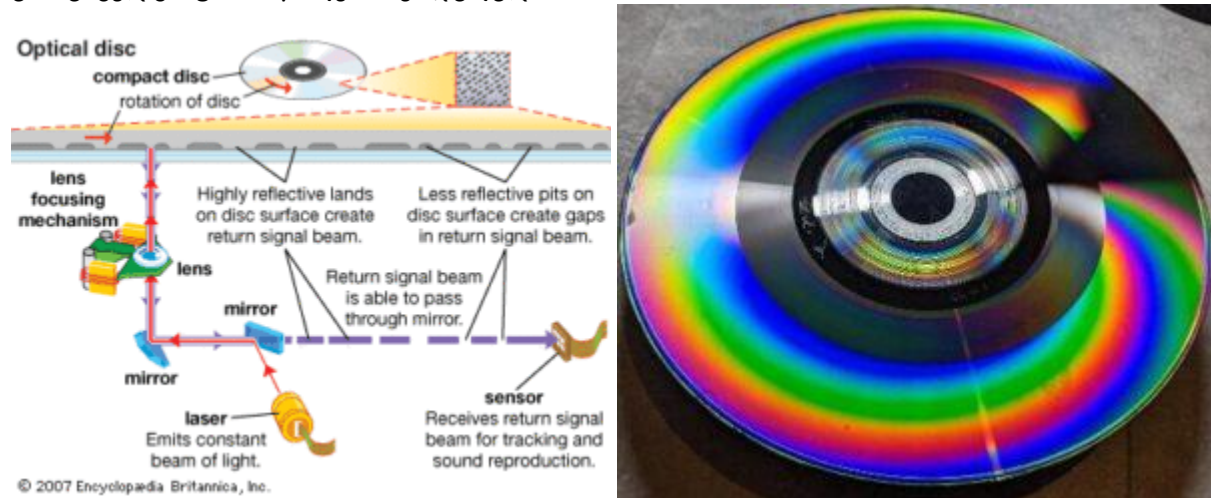 Optical disc
compact disc
rotation of disc
lens
focusing
mechanism
Highly reflective lands
on disc surface create
return signal beam.
Less reflective pits on
disc surface create gaps
in return signal beam.
lens
Return signal beam
is able to pass
through mirror.
mirror
mirror
laser
Emits constant
beam of light.
sensor
Receives return signal
beam for tracking and
sound reproduction.
© 2007 Encyclopædia Britannica, Inc.